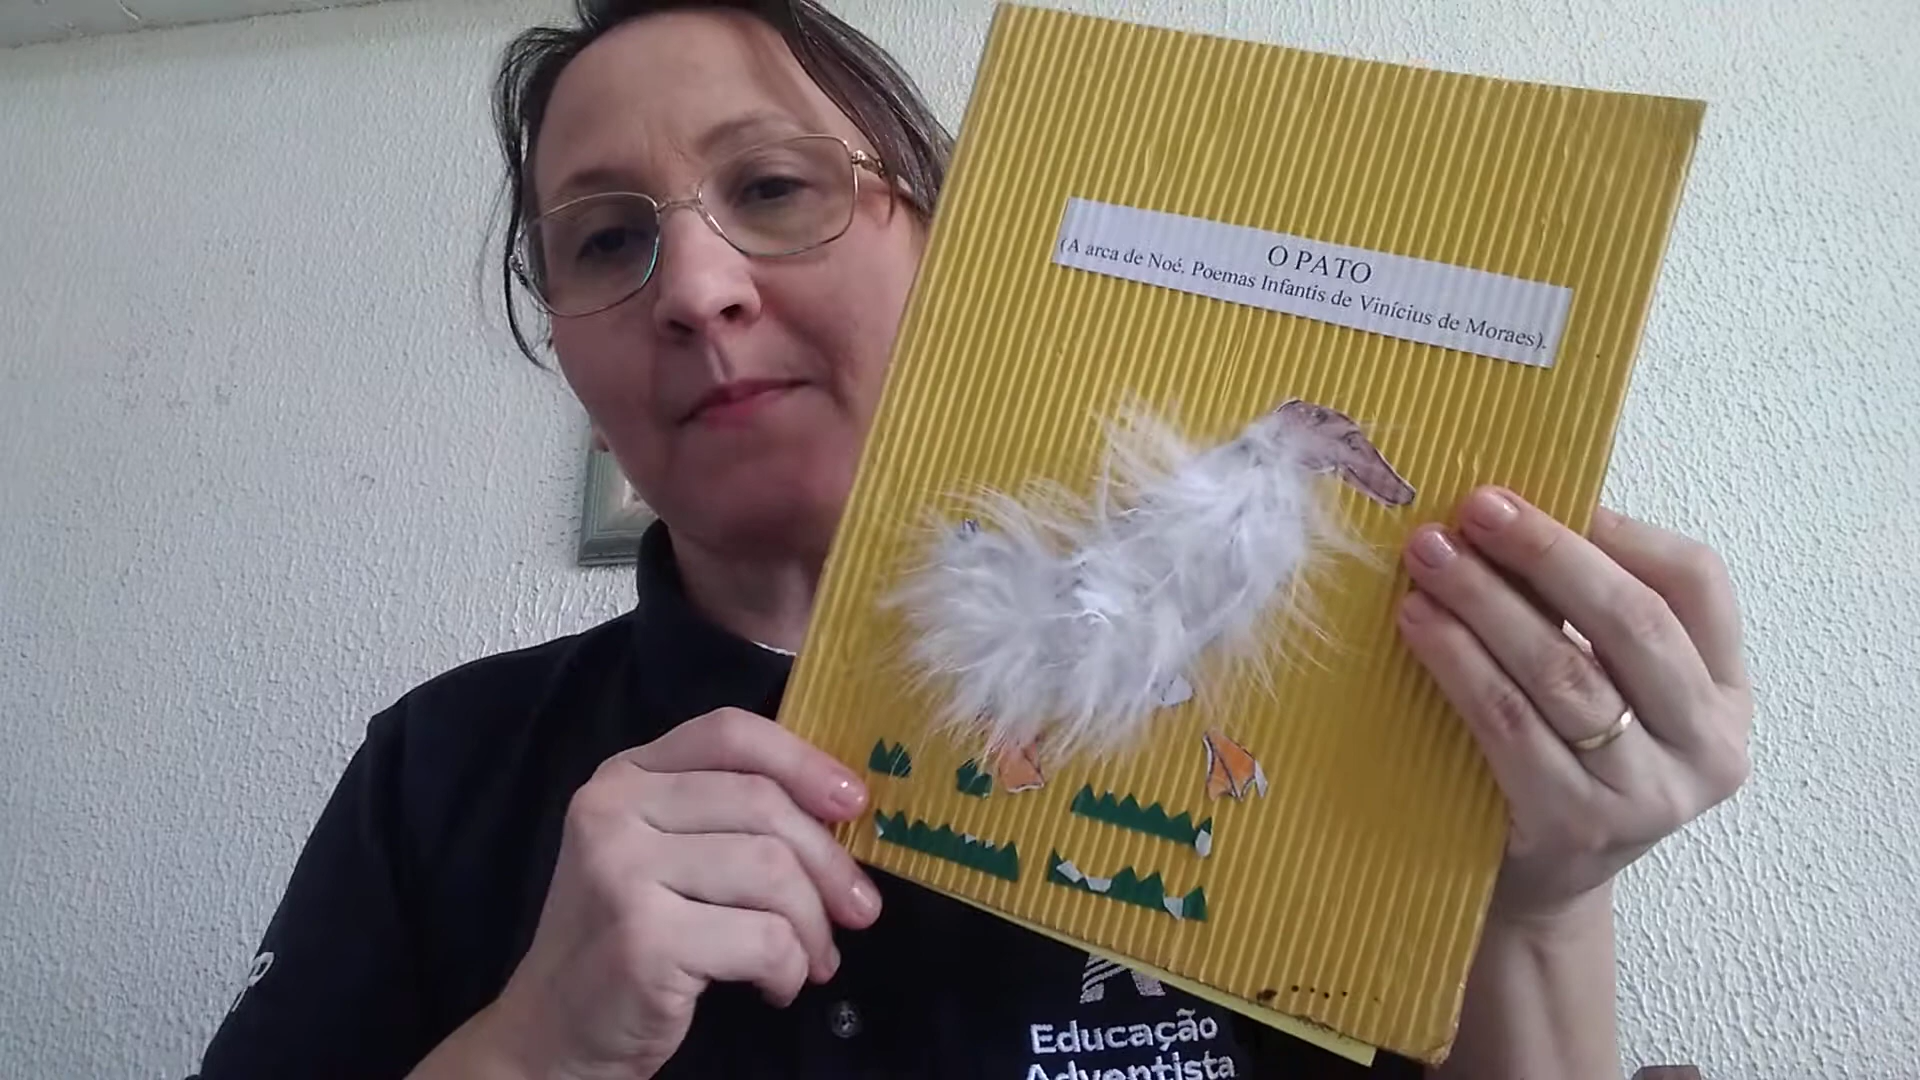 O PATO
(A arca de Noé. Poemas Infantis de Vinícius de Moraes).
Educação
Adventista